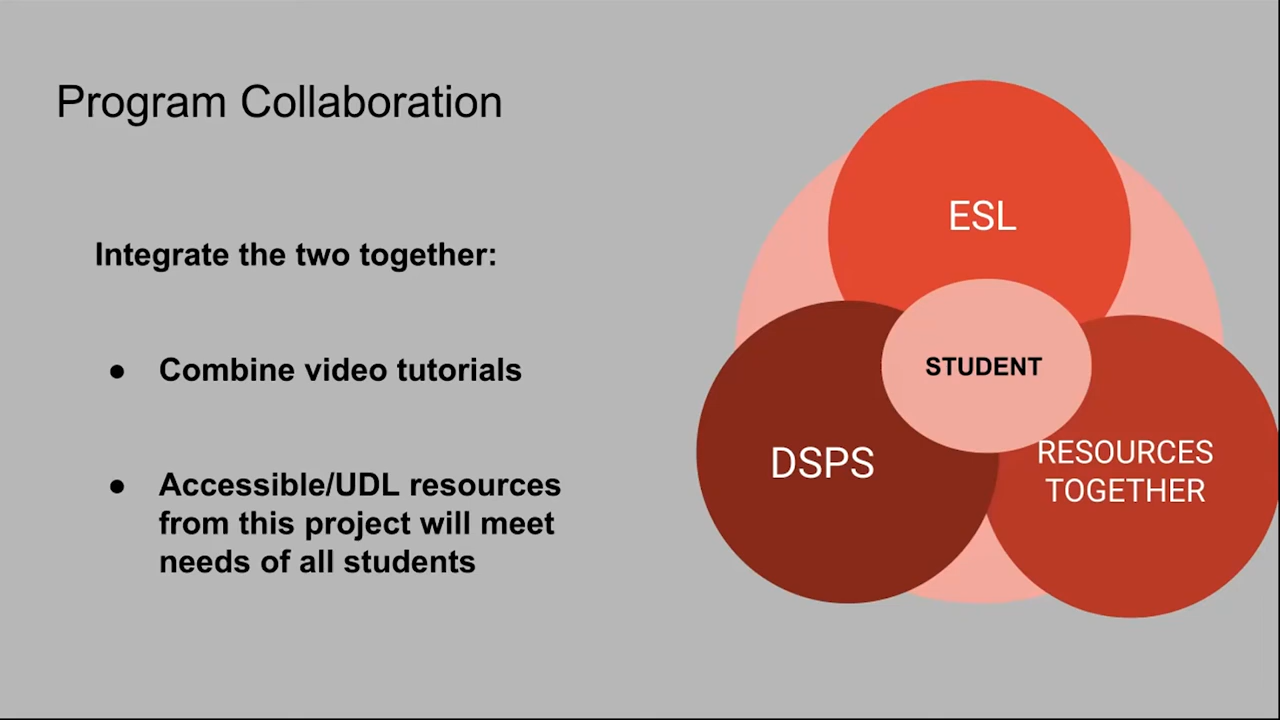 Program Collaboration
Integrate the two together:
● Combine video tutorials
● Accessible/UDL resources
from this project will meet
needs of all students
ESL
STUDENT
DSPS
RESOURCES
TOGETHER